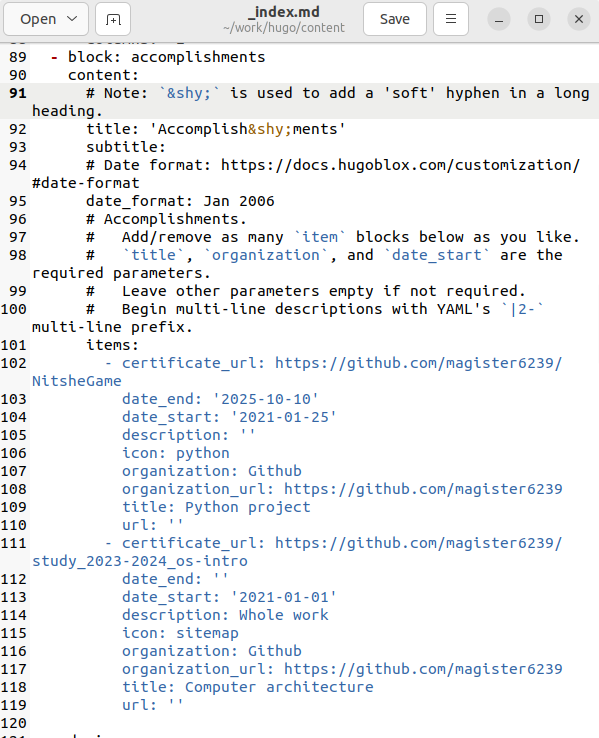 Open
_index.md
~/work/hugo/content
Save
89   - block: accomplishments
90     content:
91       # Note: `&shy;` is used to add a 'soft' hyphen in a long
heading.
92       title: 'Accomplish&shy;ments'
93       subtitle:
94       # Date format: https://docs.hugoblox.com/customization/
#date-format
95       date_format: Jan 2006
96       # Accomplishments.
97       #   Add/remove as many `item` blocks below as you like.
98       #   `title`, `organization`, and `date_start` are the
required parameters.
99       #   Leave other parameters empty if not required.
100       #   Begin multi-line descriptions with YAML's `|2-`
multi-line prefix.
101       items:
102         - certificate_url: https://github.com/magister6239/
NitsheGame
103           date_end: '2025-10-10'
104           date_start: '2021-01-25'
105           description: ''
106           icon: python
107           organization: Github
108           organization_url: https://github.com/magister6239
109           title: Python project
110           url: ''
111         - certificate_url: https://github.com/magister6239/
study_2023-2024_os-intro
112           date_end: ''
113           date_start: '2021-01-01'
114           description: Whole work
115           icon: sitemap
116           organization: Github
117           organization_url: https://github.com/magister6239
118           title: Computer architecture
119           url: ''
120